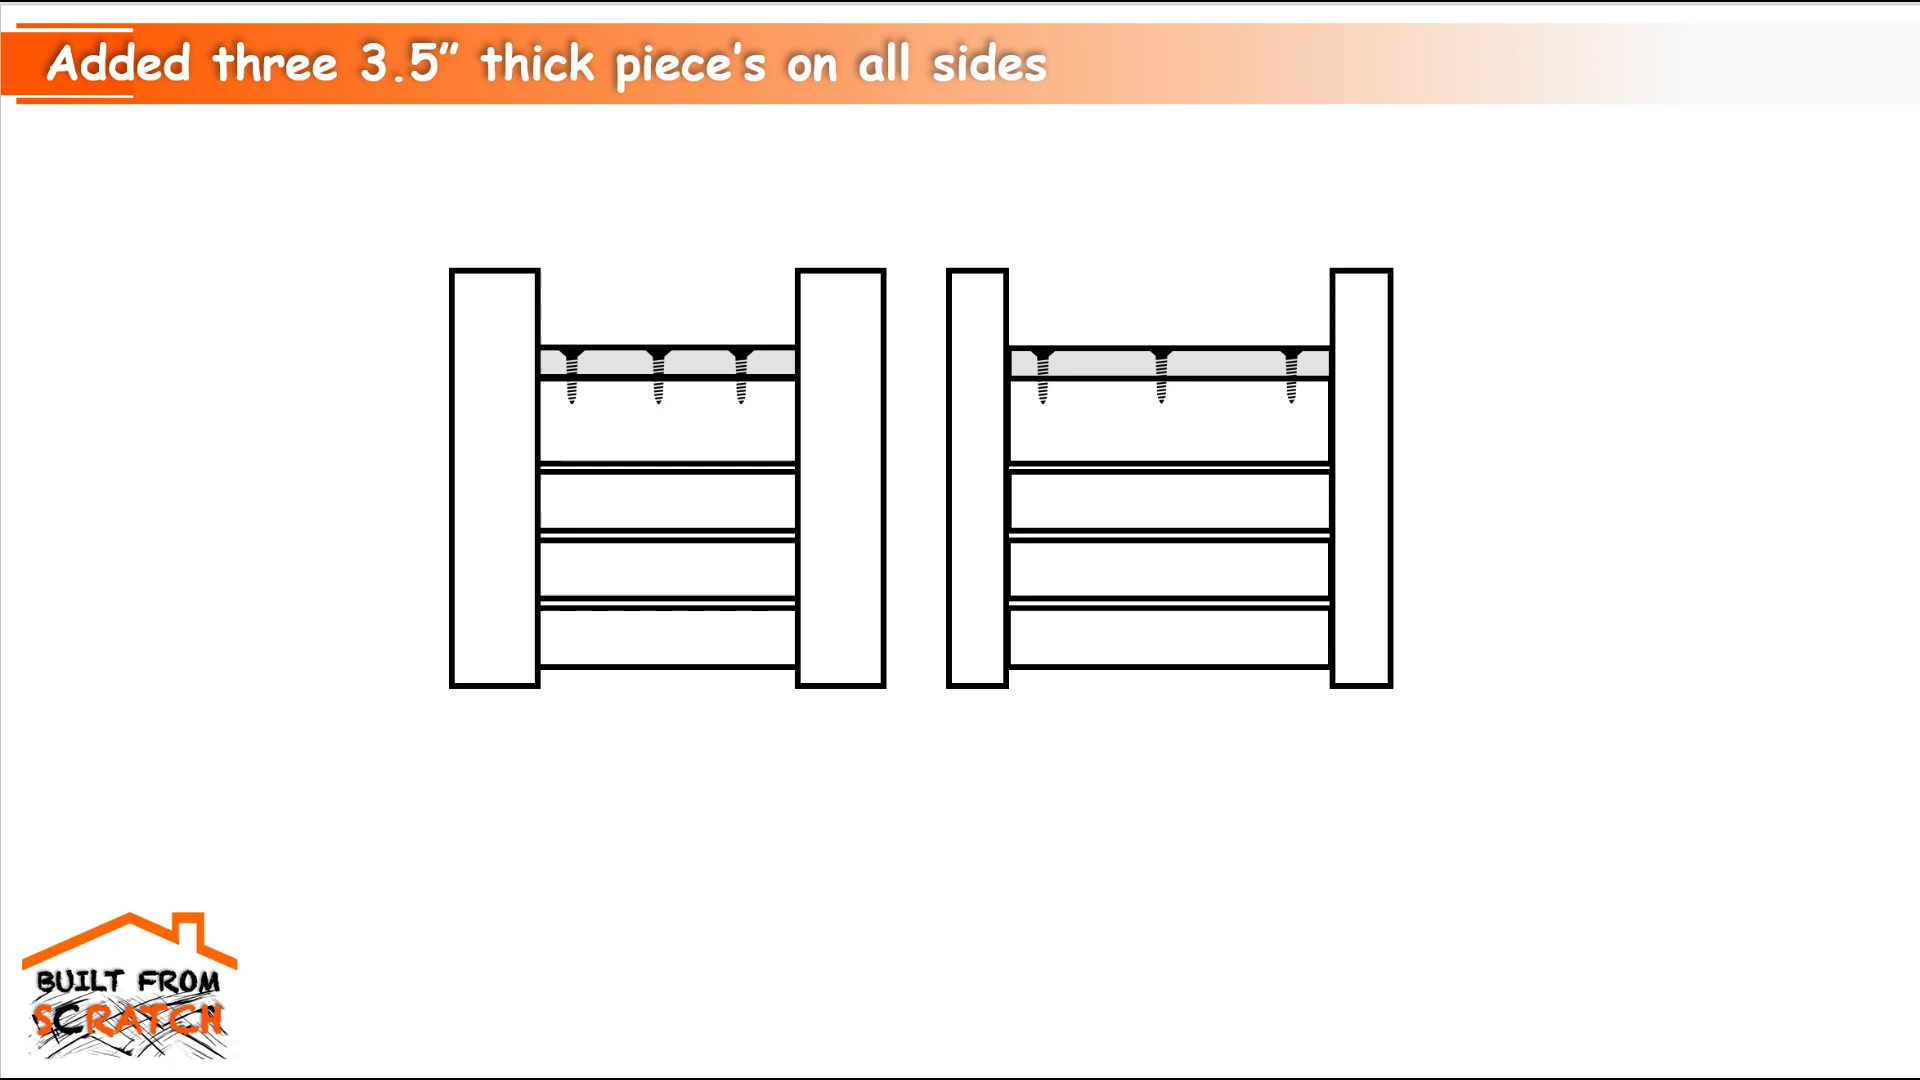 Added three 3.5” thick piece’s on all sides
BUILT FROM
SCRATCH